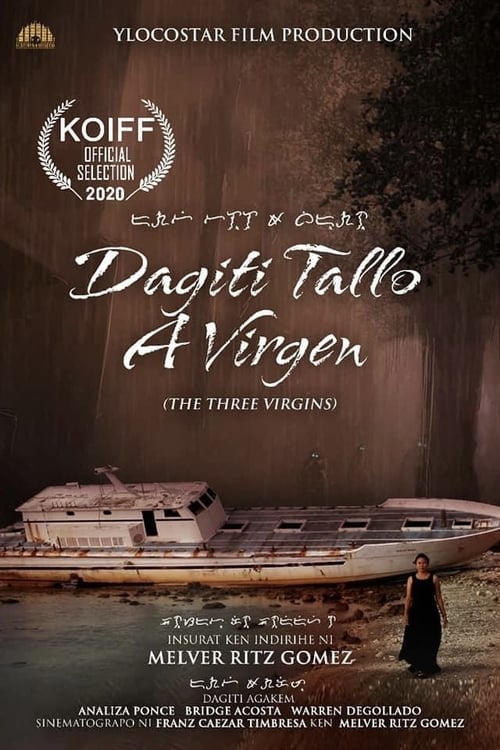 YLOCOSTAR FILM PRODUCTION
KOIFF
OFFICIAL
SELECTION
2020
Dagiti Tallo
A Virgen
(THE THREE VIRGINS)
INSURAT KEN INDIRIHE NI
MELVER RITZ GOMEZ
DAGITI AGAKEM
ANALIZA PONCE BRIDGE ACOSTA WARREN DEGOLLADO
SINEMATOGRAPO NI FRANZ CAEZAR TIMBRESA KEN MELVER RITZ GOMEZ